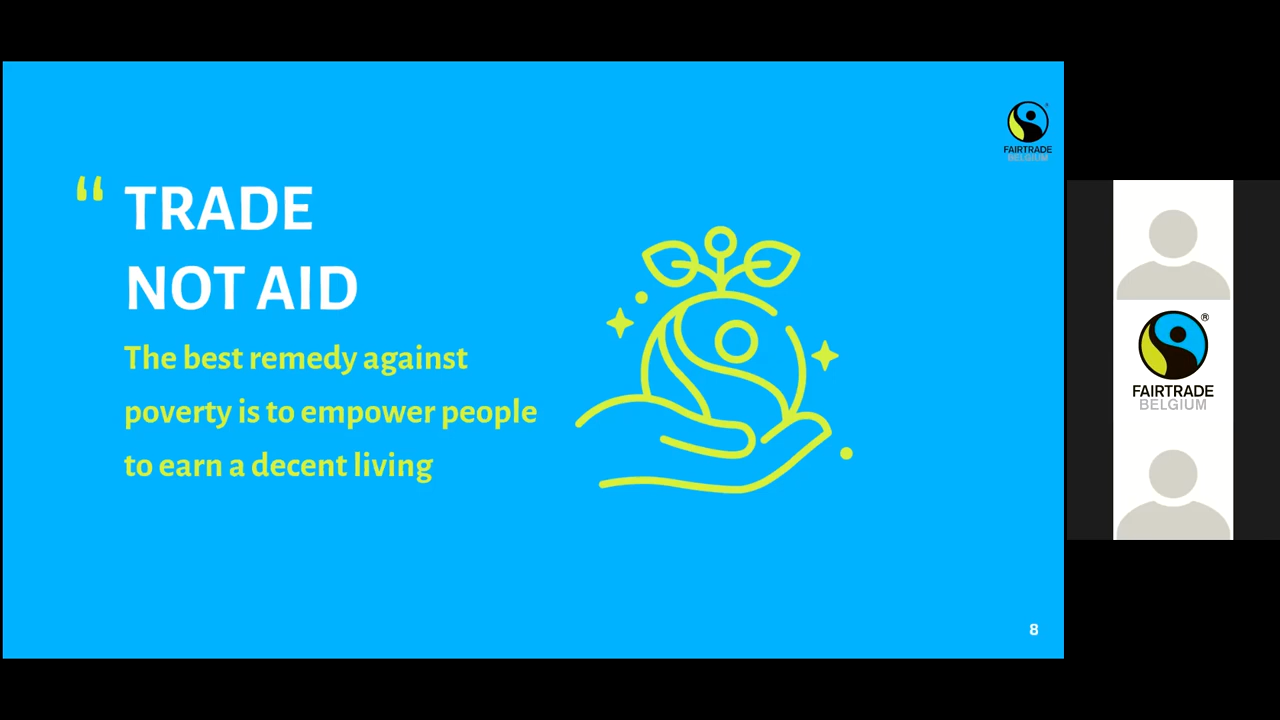 FAIRTRADE
BELGIUM
“ TRADE
NOT AID
The best remedy against
poverty is to empower people
to earn a decent living
8
®
FAIRTRADE
BELGIUM